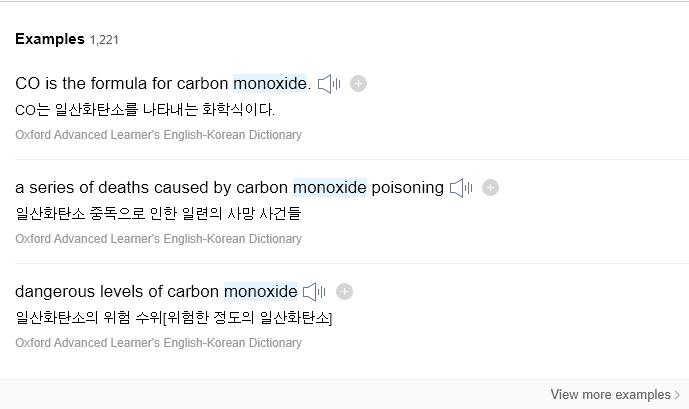 Examples 1,221
CO is the formula for carbon monoxide.
CO는 일산화탄소를 나타내는 화학식이다.
Oxford Advanced Learner's English-Korean Dictionary
a series of deaths caused by carbon monoxide poisoning
일산화탄소 중독으로 인한 일련의 사망 사건들
Oxford Advanced Learner's English-Korean Dictionary
dangerous levels of carbon monoxide
일산화탄소의 위험 수위[위험한 정도의 일산화탄소]
Oxford Advanced Learner's English-Korean Dictionary
View more examples